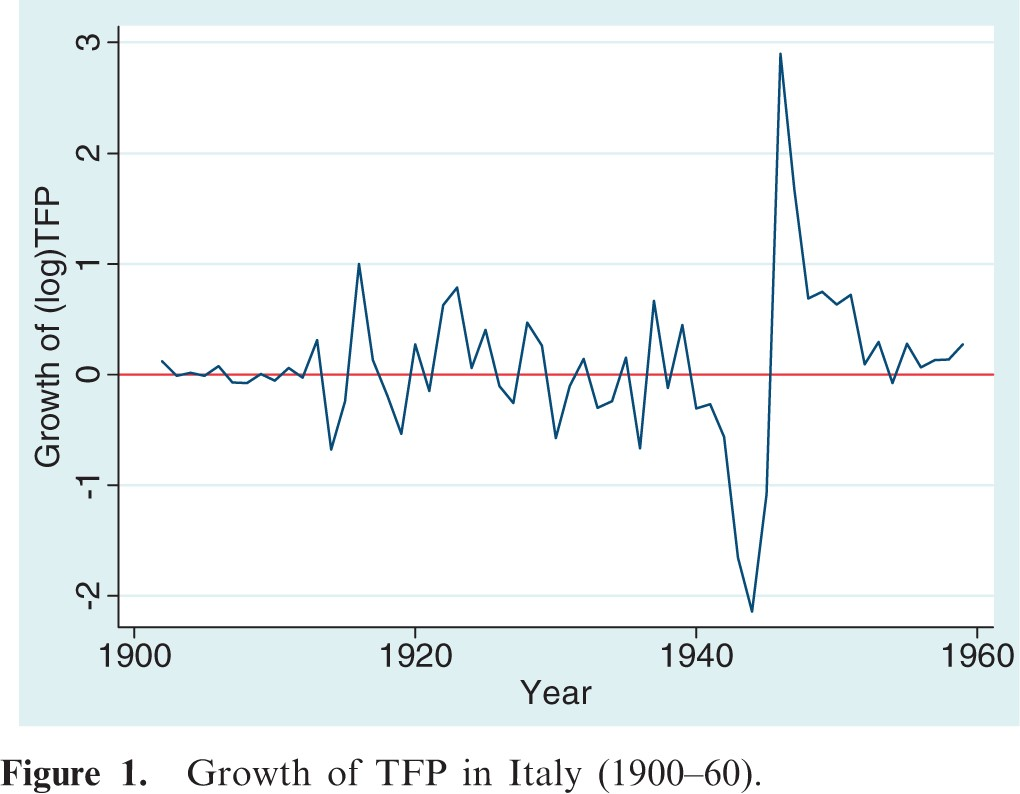 3
2
1
0
-1
-2
Growth of (log)TFP
1900 1920 1940 1960
Year
Figure 1. Growth of TFP in Italy (1900–60).